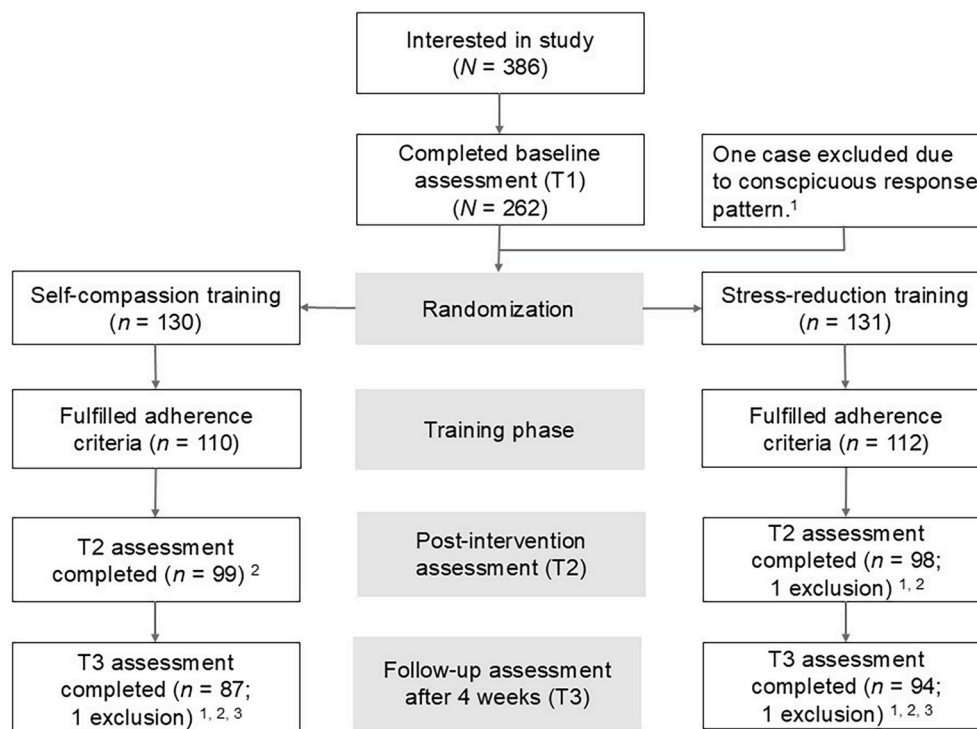 Interested in study
(N = 386)
Completed baseline
assessment (T1)
(N = 262)
One case excluded due
to conscpicuous response
pattern.¹
Self-compassion training
(n = 130)
Randomization
Stress-reduction training
(n = 131)
Fulfilled adherence
criteria (n = 110)
Training phase
Fulfilled adherence
criteria (n = 112)
T2 assessment
completed (n = 99) ²
Post-intervention
assessment (T2)
T2 assessment
completed (n = 98;
1 exclusion) ¹, ²
T3 assessment
completed (n = 87;
1 exclusion) ¹, ², ³
Follow-up assessment
after 4 weeks (T3)
T3 assessment
completed (n = 94;
1 exclusion) ¹, ², ³